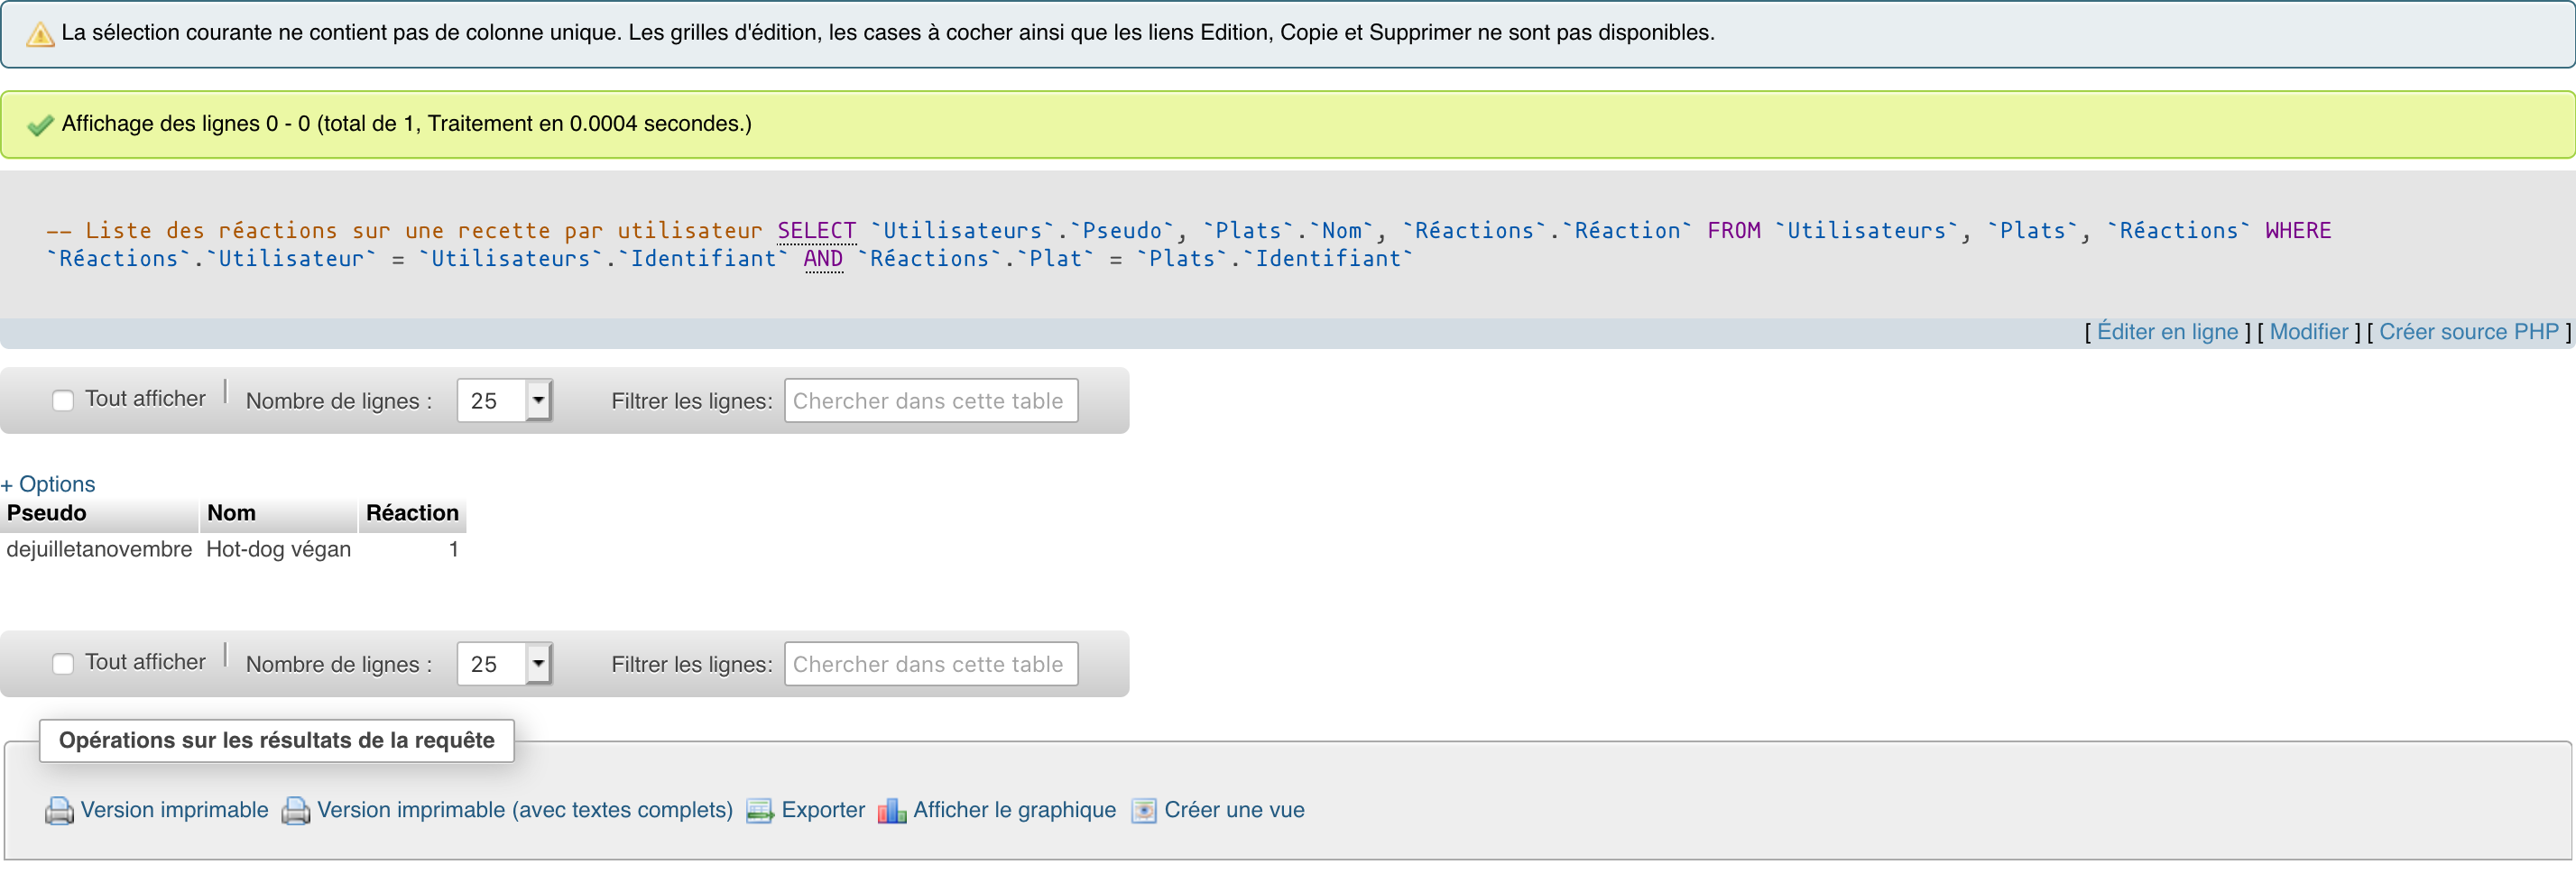 La sélection courante ne contient pas de colonne unique. Les grilles d'édition, les cases à cocher ainsi que les liens Edition, Copie et Supprimer ne sont pas disponibles.
Affichage des lignes 0 - 0 (total de 1, Traitement en 0.0004 secondes.)
-- Liste des réactions sur une recette par utilisateur SELECT `Utilisateurs`.`Pseudo`, `Plats`.`Nom`, `Réactions`.`Réaction` FROM `Utilisateurs`, `Plats`, `Réactions` WHERE
`Réactions`.`Utilisateur` = `Utilisateurs`.`Identifiant` AND `Réactions`.`Plat` = `Plats`.`Identifiant`
[ Éditer en ligne ] [ Modifier ] [ Créer source PHP ]
Tout afficher | Nombre de lignes : 25 Filtrer les lignes: Chercher dans cette table
+ Options
Pseudo Nom Réaction
dejuilletanovembre Hot-dog végan 1
Tout afficher | Nombre de lignes : 25 Filtrer les lignes: Chercher dans cette table
Opérations sur les résultats de la requête
Version imprimable Version imprimable (avec textes complets) Exporter Afficher le graphique Créer une vue